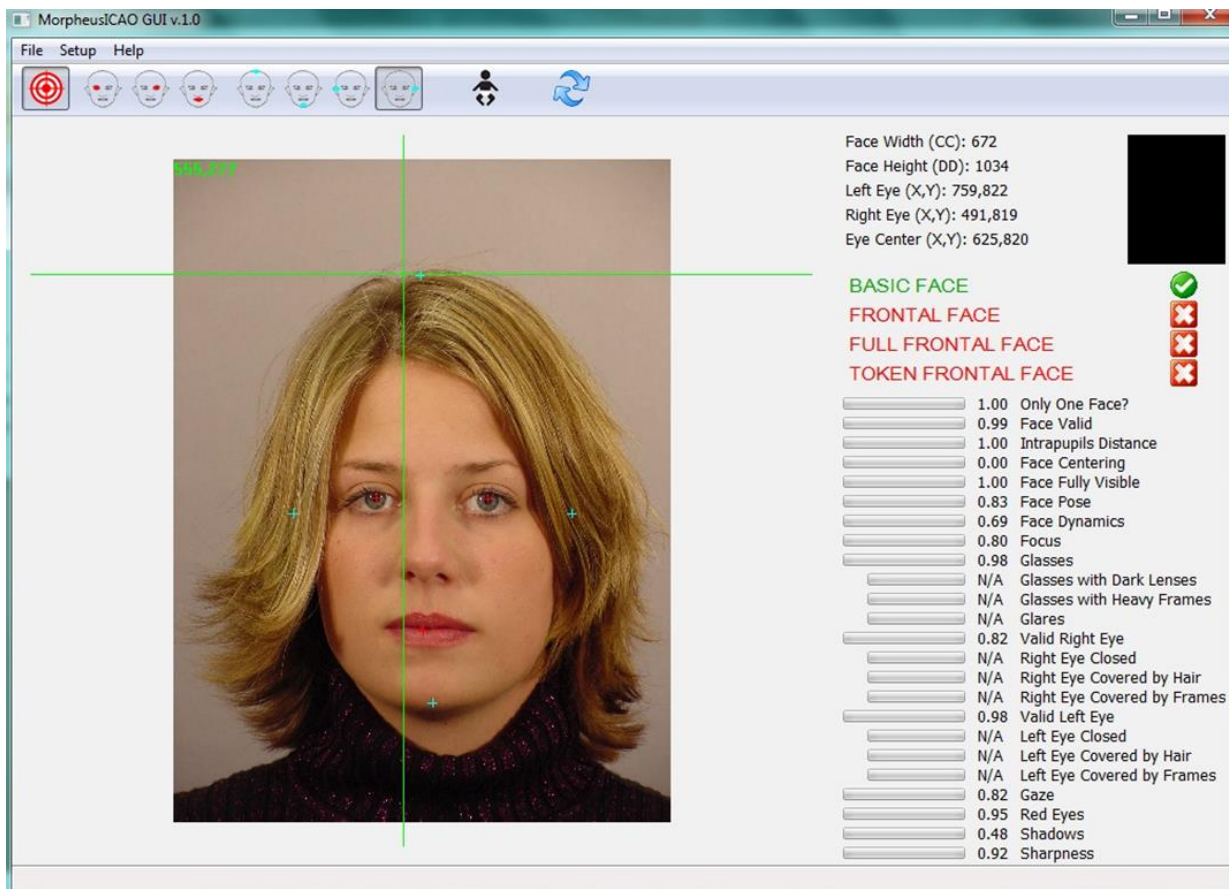 MorpheusICAO GUI v.1.0
File Setup Help
555,277
Face Width (CC): 672
Face Height (DD): 1034
Left Eye (X,Y): 759,822
Right Eye (X,Y): 491,819
Eye Center (X,Y): 625,820
BASIC FACE
FRONTAL FACE
FULL FRONTAL FACE
TOKEN FRONTAL FACE
1.00 Only One Face?
0.99 Face Valid
1.00 Intrapupils Distance
0.00 Face Centering
1.00 Face Fully Visible
0.83 Face Pose
0.69 Face Dynamics
0.80 Focus
0.98 Glasses
N/A Glasses with Dark Lenses
N/A Glasses with Heavy Frames
N/A Glares
0.82 Valid Right Eye
N/A Right Eye Closed
N/A Right Eye Covered by Hair
N/A Right Eye Covered by Frames
0.98 Valid Left Eye
N/A Left Eye Closed
N/A Left Eye Covered by Hair
N/A Left Eye Covered by Frames
0.82 Gaze
0.95 Red Eyes
0.48 Shadows
0.92 Sharpness